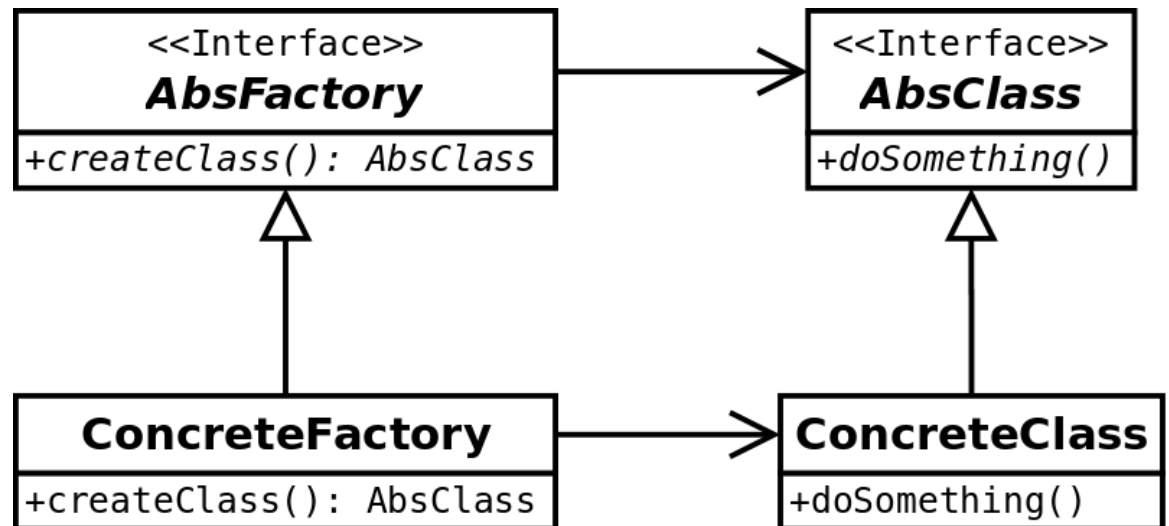 <<Interface>>
AbsFactory
+createClass(): AbsClass
<<Interface>>
AbsClass
+doSomething()
ConcreteFactory
+createClass(): AbsClass
ConcreteClass
+doSomething()